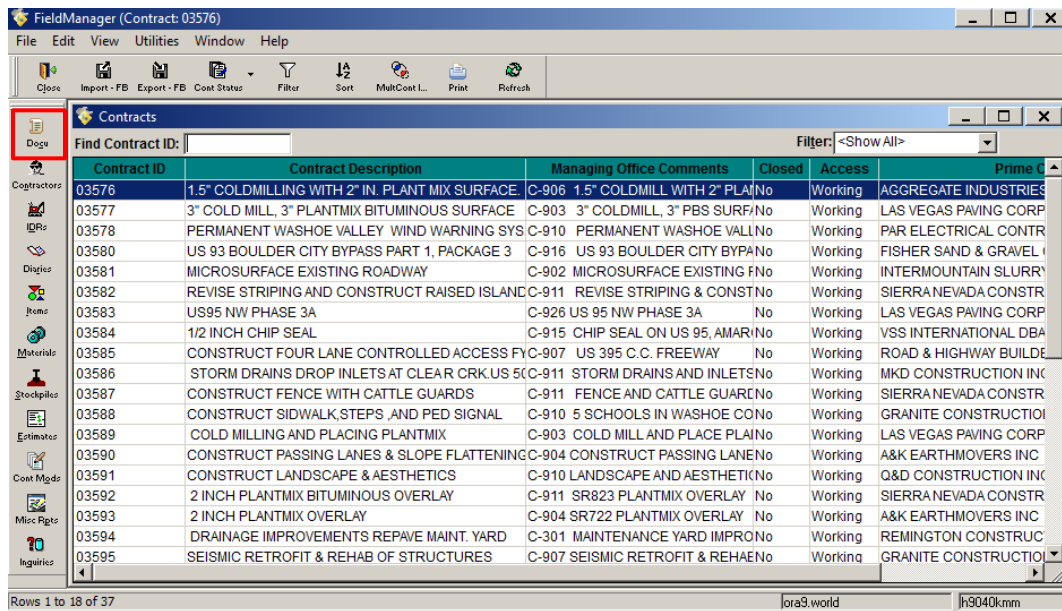 FieldManager (Contract: 03576)
File Edit View Utilities Window Help
Close Import - FB Export - FB Cont Status Filter Sort MultCont I... Print Refresh
Docu
Contractors
IDRs
Diaries
Items
Materials
Stockpiles
Estimates
Cont Mods
Misc Rpts
Inquiries
Contracts
Find Contract ID: Filter: <Show All>
Contract ID Contract Description Managing Office Comments Closed Access Prime C
03576 1.5" COLDMILLING WITH 2" IN. PLANT MIX SURFACE. C-906 1.5" COLDMILL WITH 2" PLAN No Working AGGREGATE INDUSTRIES
03577 3" COLD MILL, 3" PLANTMIX BITUMINOUS SURFACE C-903 3" COLDMILL, 3" PBS SURFA No Working LAS VEGAS PAVING CORP
03578 PERMANENT WASHOE VALLEY WIND WARNING SYS C-910 PERMANENT WASHOE VALL No Working PAR ELECTRICAL CONTR
03580 US 93 BOULDER CITY BYPASS PART 1, PACKAGE 3 C-916 US 93 BOULDER CITY BYPA No Working FISHER SAND & GRAVEL
03581 MICROSURFACE EXISTING ROADWAY C-902 MICROSURFACE EXISTING No Working INTERMOUNTAIN SLURRY
03582 REVISE STRIPING AND CONSTRUCT RAISED ISLAND C-911 REVISE STRIPING & CONST No Working SIERRA NEVADA CONSTR
03583 US95 NW PHASE 3A C-926 US 95 NW PHASE 3A No Working LAS VEGAS PAVING CORP
03584 1/2 INCH CHIP SEAL C-915 CHIP SEAL ON US 95, AMAR No Working VSS INTERNATIONAL DBA
03585 CONSTRUCT FOUR LANE CONTROLLED ACCESS FY C-907 US 395 C.C. FREEWAY No Working ROAD & HIGHWAY BUILDE
03586 STORM DRAINS DROP INLETS AT CLEAR CRK.US 50 C-911 STORM DRAINS AND INLETS No Working MKD CONSTRUCTION INC
03587 CONSTRUCT FENCE WITH CATTLE GUARDS C-911 FENCE AND CATTLE GUARD No Working SIERRA NEVADA CONSTR
03588 CONSTRUCT SIDWALK,STEPS ,AND PED SIGNAL C-910 5 SCHOOLS IN WASHOE CO No Working GRANITE CONSTRUCTION
03589 COLD MILLING AND PLACING PLANTMIX C-903 COLD MILL AND PLACE PLAN No Working LAS VEGAS PAVING CORP
03590 CONSTRUCT PASSING LANES & SLOPE FLATTENING C-904 CONSTRUCT PASSING LANE No Working A&K EARTHMOVERS INC
03591 CONSTRUCT LANDSCAPE & AESTHETICS C-910 LANDSCAPE AND AESTHETIC No Working Q&D CONSTRUCTION INC
03592 2 INCH PLANTMIX BITUMINOUS OVERLAY C-911 SR823 PLANTMIX OVERLAY No Working SIERRA NEVADA CONSTR
03593 2 INCH PLANTMIX OVERLAY C-904 SR722 PLANTMIX OVERLAY No Working A&K EARTHMOVERS INC
03594 DRAINAGE IMPROVEMENTS REPAVE MAINT. YARD C-301 MAINTENANCE YARD IMPRO No Working REMINGTON CONSTRUC
03595 SEISMIC RETROFIT & REHAB OF STRUCTURES C-907 SEISMIC RETROFIT & REHAB No Working GRANITE CONSTRUCTIO
Rows 1 to 18 of 37 ora9.world h9040kmm